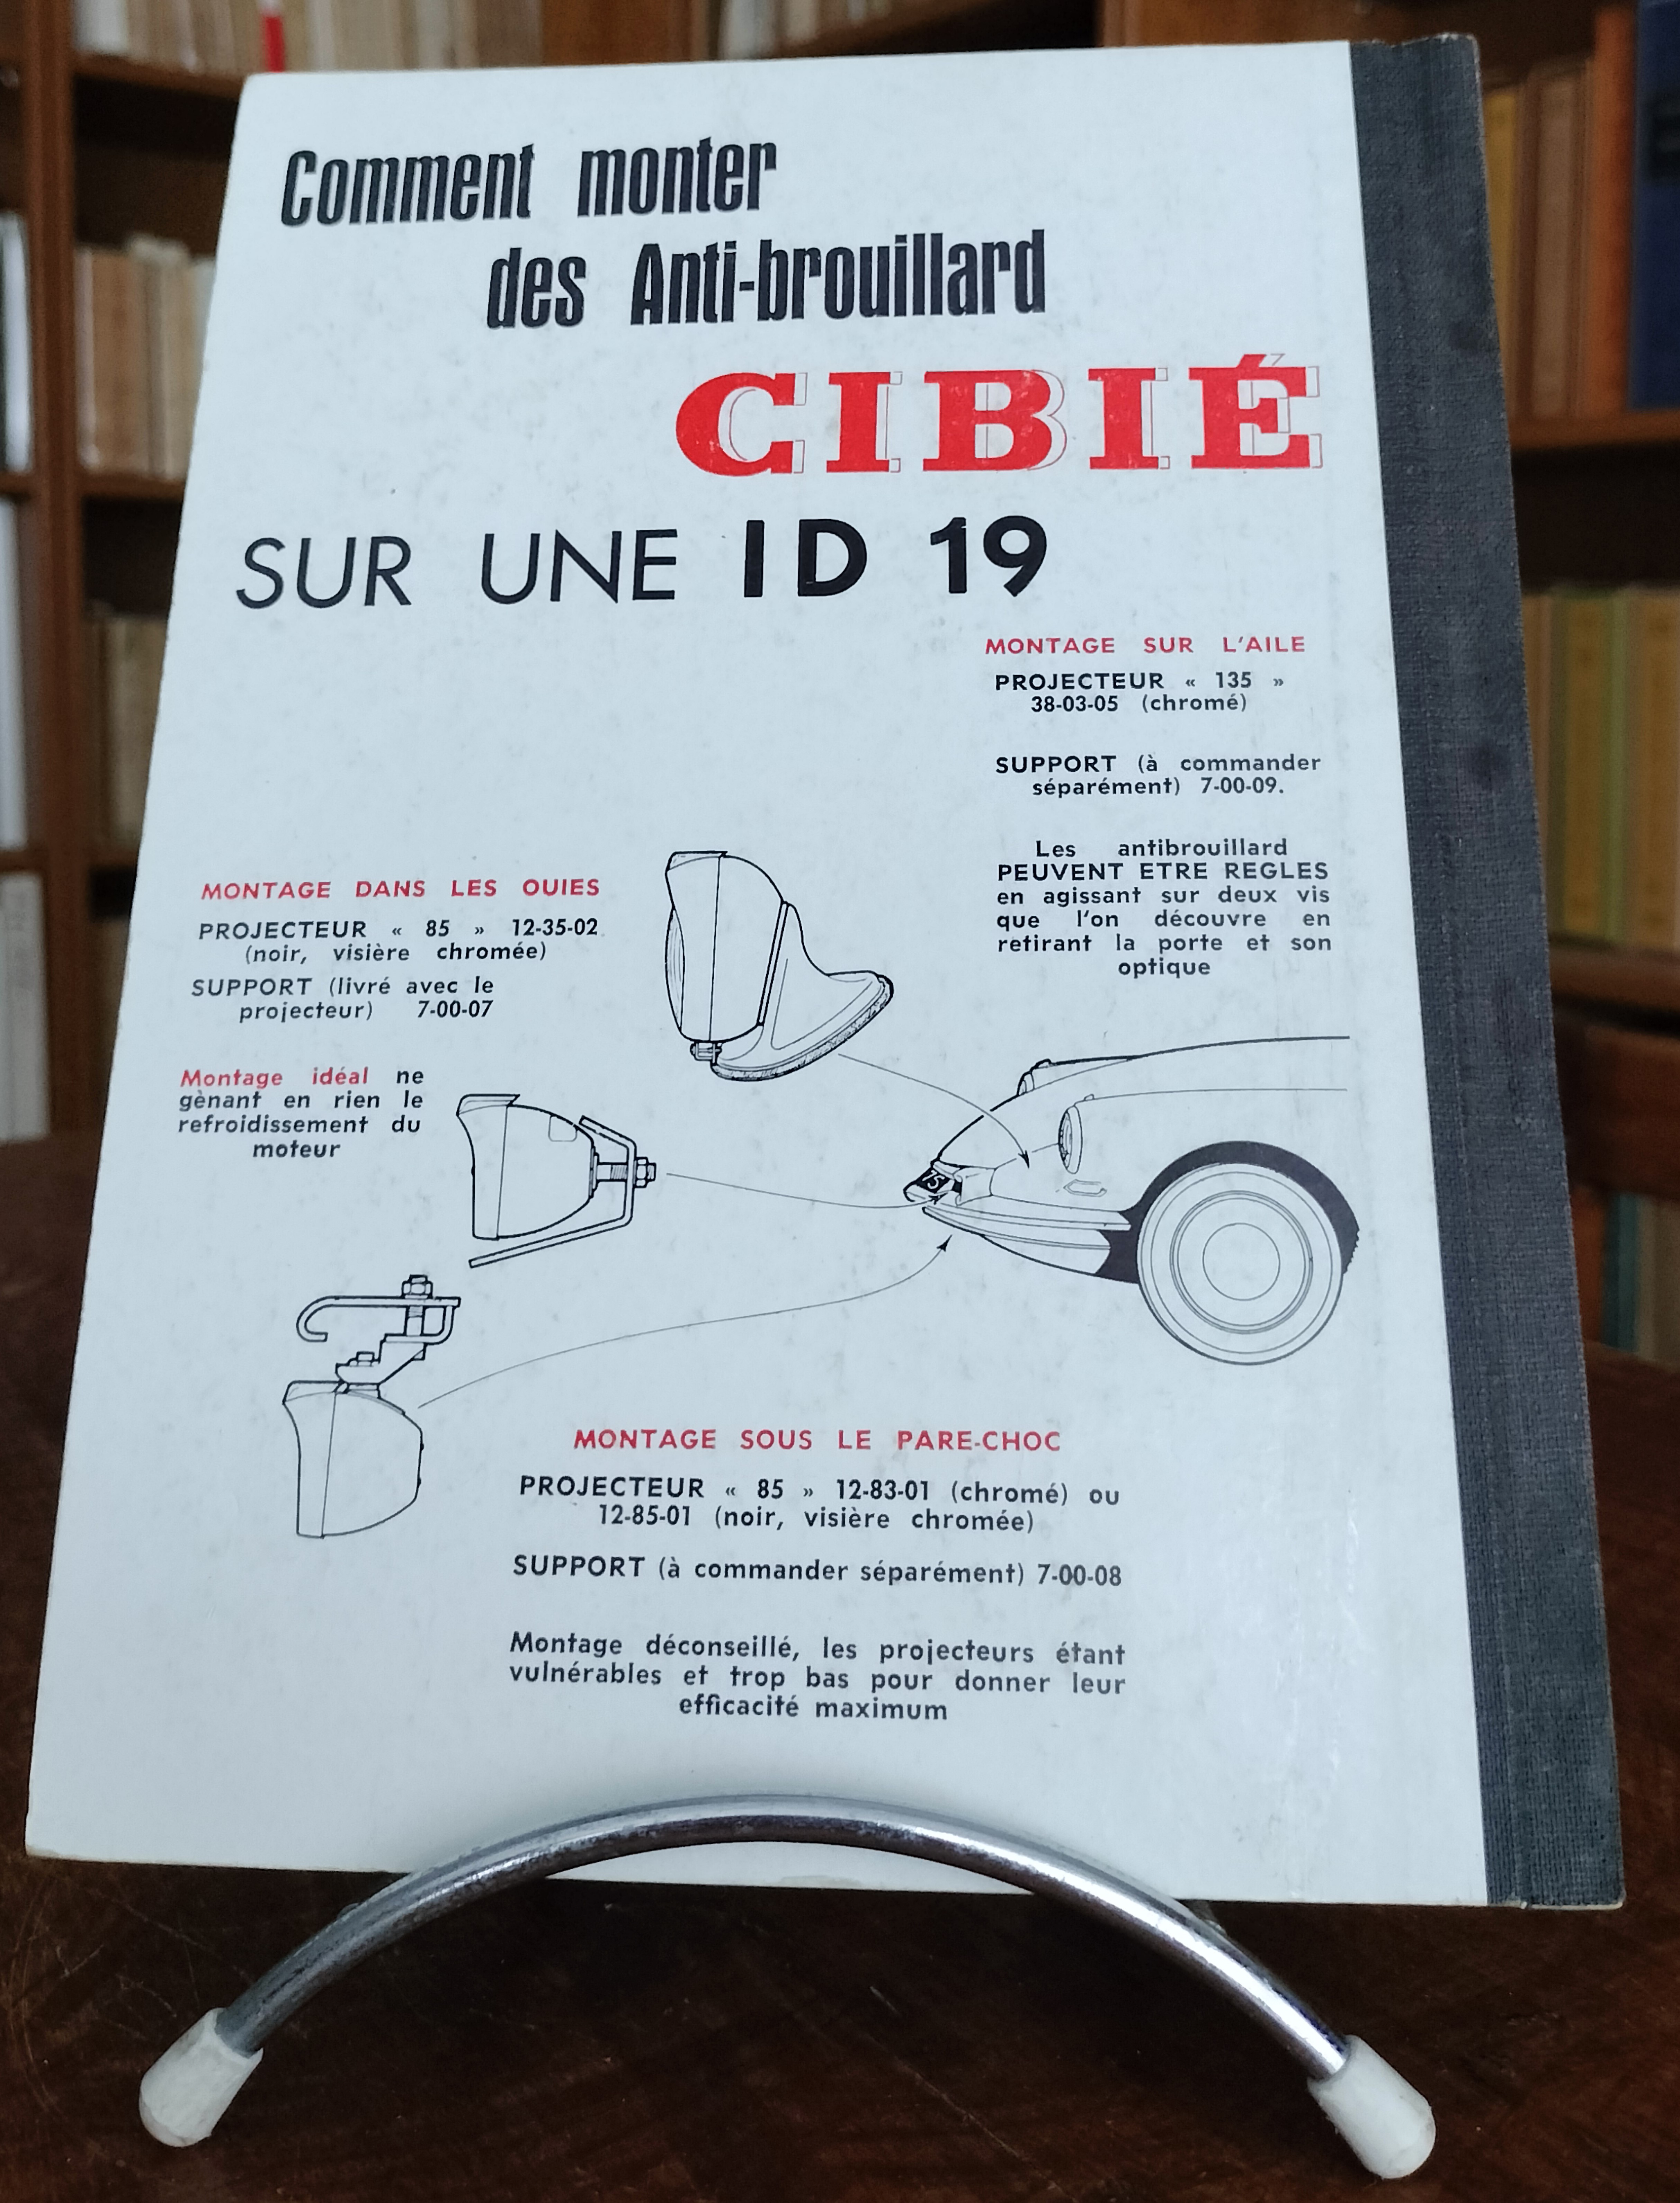 Comment monter
des Anti-brouillard
CIBIÉ
SUR UNE ID 19
MONTAGE SUR L'AILE
PROJECTEUR « 135 »
38-03-05 (chromé)
SUPPORT (à commander
séparément) 7-00-09.
Les antibrouillard
PEUVENT ETRE REGLES
en agissant sur deux vis
que l'on découvre en
retirant la porte et son
optique
MONTAGE DANS LES OUIES
PROJECTEUR « 85 » 12-35-02
(noir, visière chromée)
SUPPORT (livré avec le
projecteur) 7-00-07
Montage idéal ne
gènant en rien le
refroidissement du
moteur
75
MONTAGE SOUS LE PARE-CHOC
PROJECTEUR « 85 » 12-83-01 (chromé) ou
12-85-01 (noir, visière chromée)
SUPPORT (à commander séparément) 7-00-08
Montage déconseillé, les projecteurs étant
vulnérables et trop bas pour donner leur
efficacité maximum